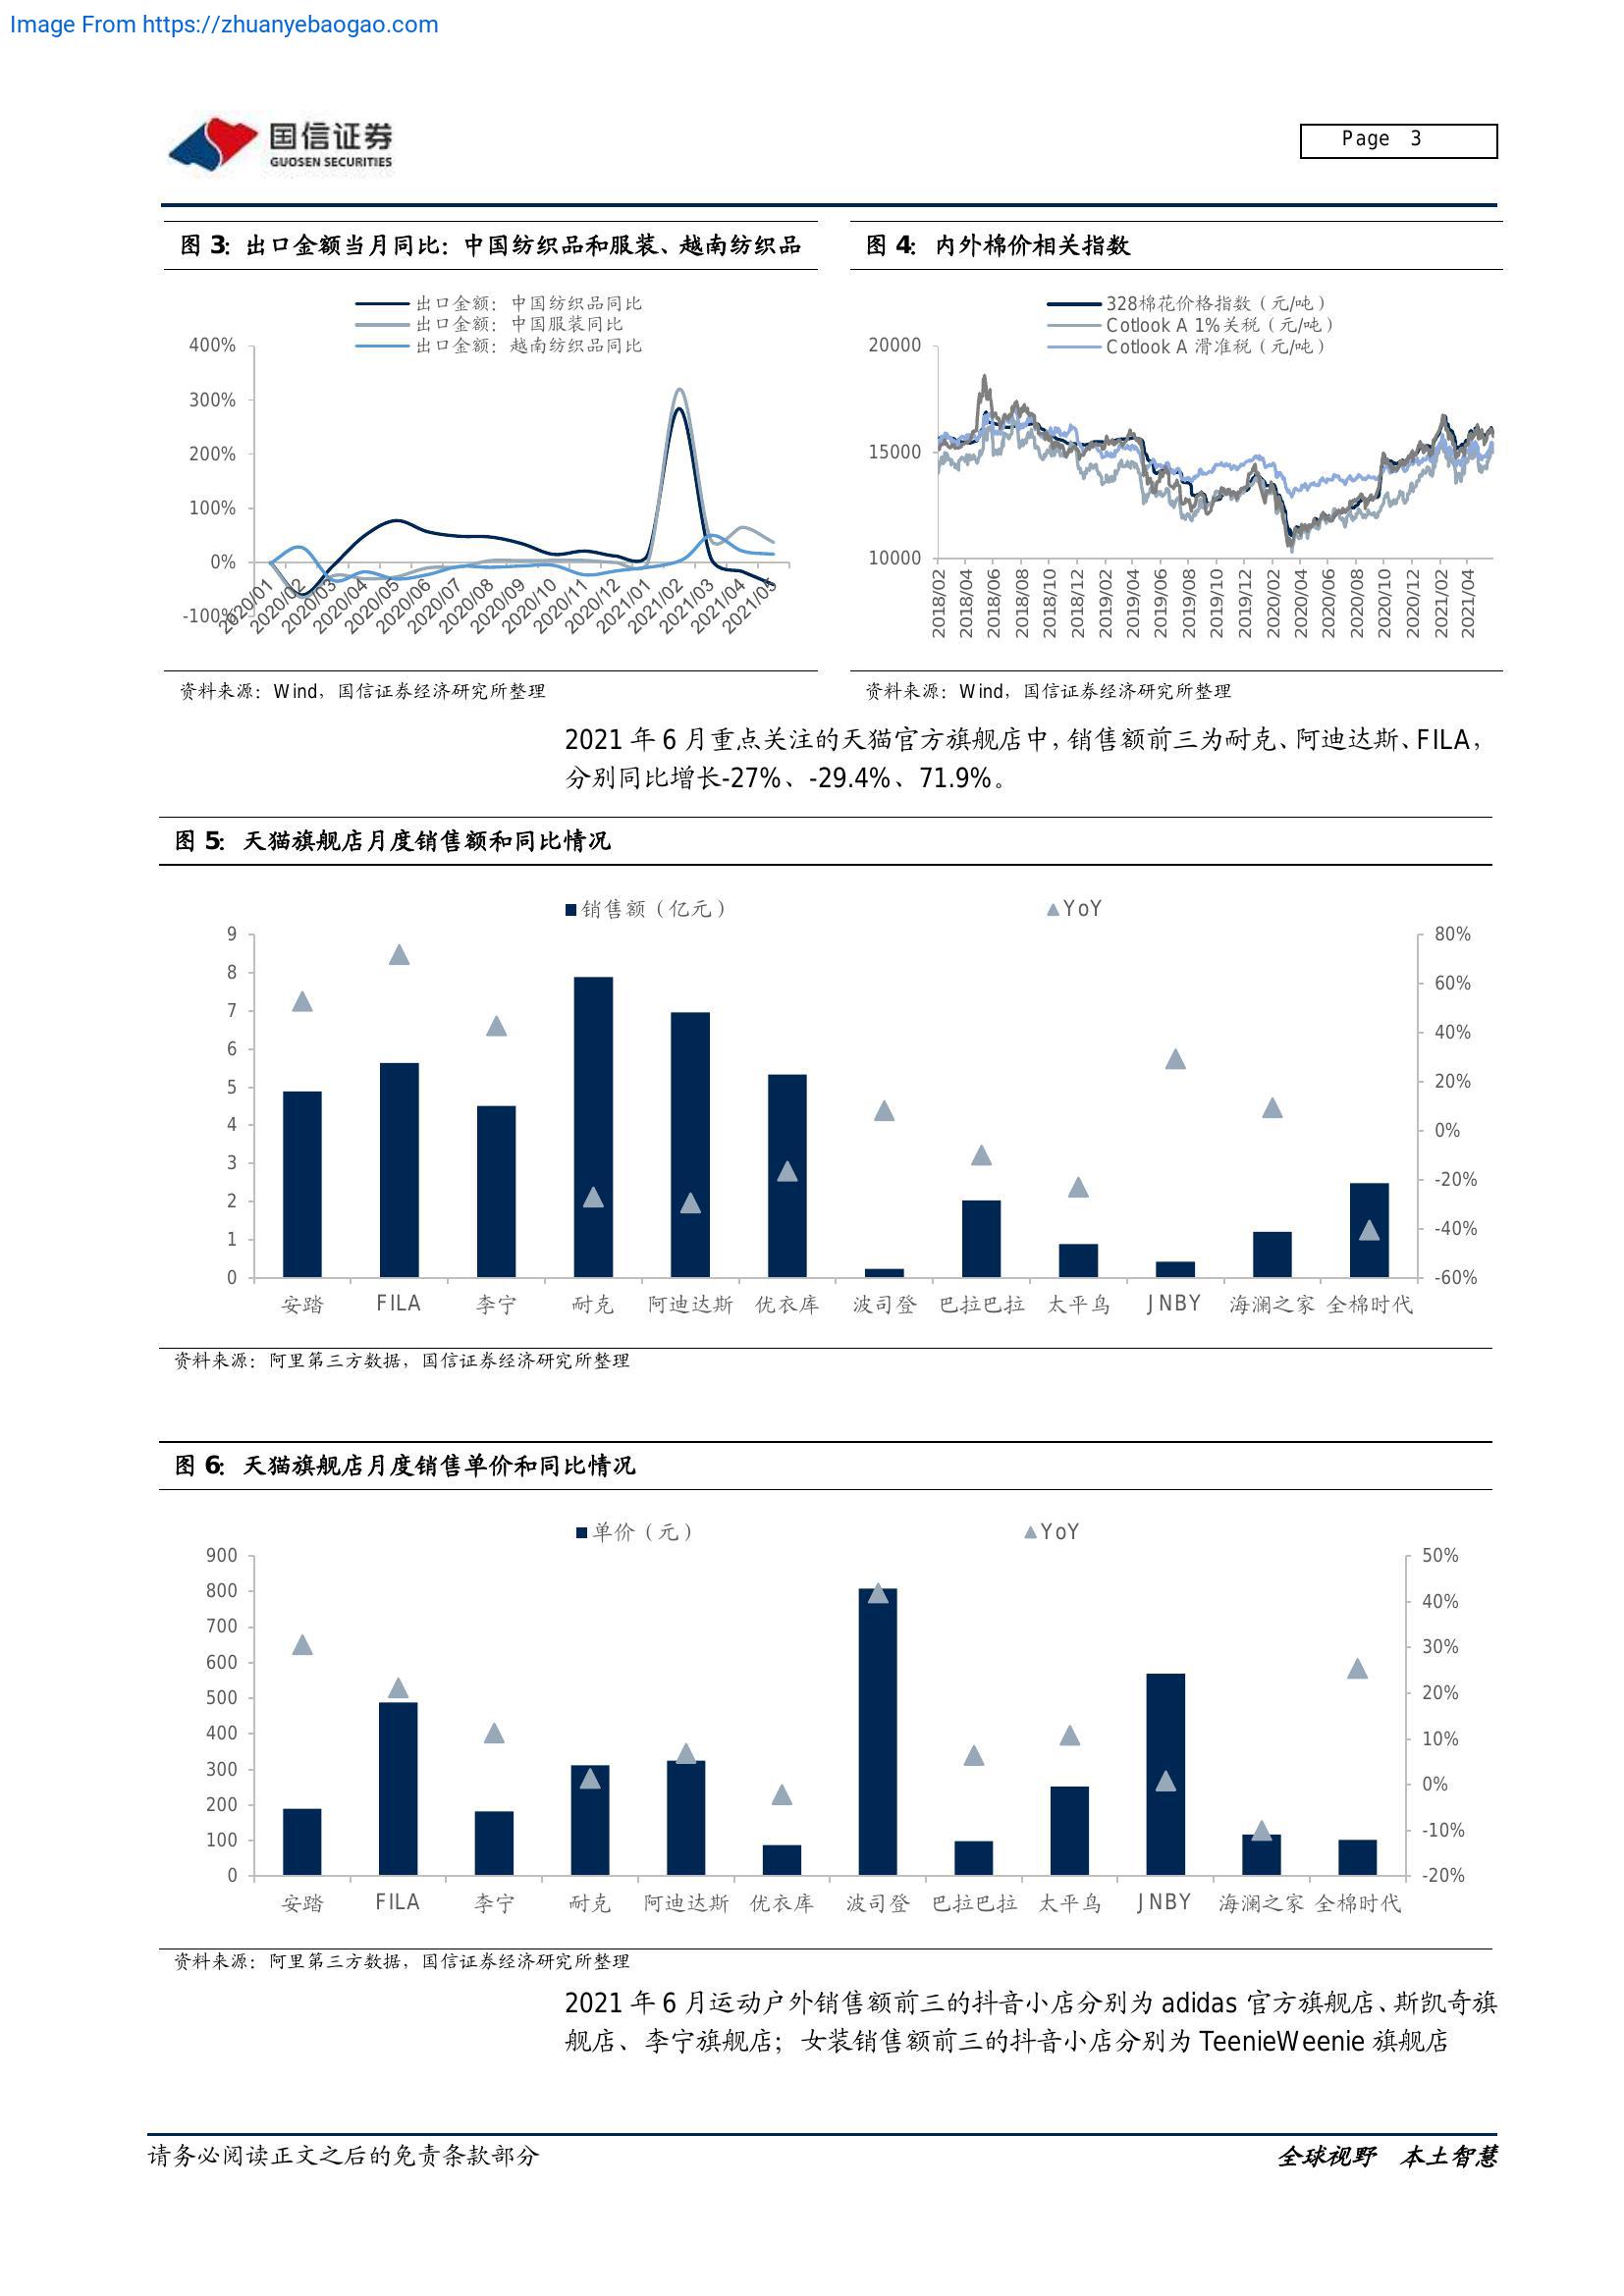 Image From https://zhuanyebaogao.com
国信证券
GUOSEN SECURITIES
Page 3
图 3：出口金额当月同比：中国纺织品和服装、越南纺织品
出口金额：中国纺织品同比
出口金额：中国服装同比
出口金额：越南纺织品同比
400%
300%
200%
100%
0%
-100%
2020/01 2020/02 2020/03 2020/04 2020/05 2020/06 2020/07 2020/08 2020/09 2020/10 2020/11 2020/12 2021/01 2021/02 2021/03 2021/04 2021/05
资料来源：Wind，国信证券经济研究所整理
图 4：内外棉价相关指数
328棉花价格指数（元/吨）
Cotlook A 1%关税（元/吨）
Cotlook A 滑准税（元/吨）
20000
15000
10000
2018/02 2018/04 2018/06 2018/08 2018/10 2018/12 2019/02 2019/04 2019/06 2019/08 2019/10 2019/12 2020/02 2020/04 2020/06 2020/08 2020/10 2020/12 2021/02 2021/04
资料来源：Wind，国信证券经济研究所整理
2021 年 6 月重点关注的天猫官方旗舰店中，销售额前三为耐克、阿迪达斯、FILA，
分别同比增长-27%、-29.4%、71.9%。
图 5：天猫旗舰店月度销售额和同比情况
销售额（亿元） YoY
9 80%
8 60%
7 40%
6 20%
5 0%
4 -20%
3 -40%
2 -60%
1
0
安踏 FILA 李宁 耐克 阿迪达斯 优衣库 波司登 巴拉巴拉 太平鸟 JNBY 海澜之家 全棉时代
资料来源：阿里第三方数据，国信证券经济研究所整理
图 6：天猫旗舰店月度销售单价和同比情况
单价（元） YoY
900 50%
800 40%
700 30%
600 20%
500 10%
400 0%
300 -10%
200 -20%
100
0
安踏 FILA 李宁 耐克 阿迪达斯 优衣库 波司登 巴拉巴拉 太平鸟 JNBY 海澜之家 全棉时代
资料来源：阿里第三方数据，国信证券经济研究所整理
2021 年 6 月运动户外销售额前三的抖音小店分别为 adidas 官方旗舰店、斯凯奇旗
舰店、李宁旗舰店；女装销售额前三的抖音小店分别为 TeenieWeenie 旗舰店
请务必阅读正文之后的免责条款部分
全球视野 本土智慧